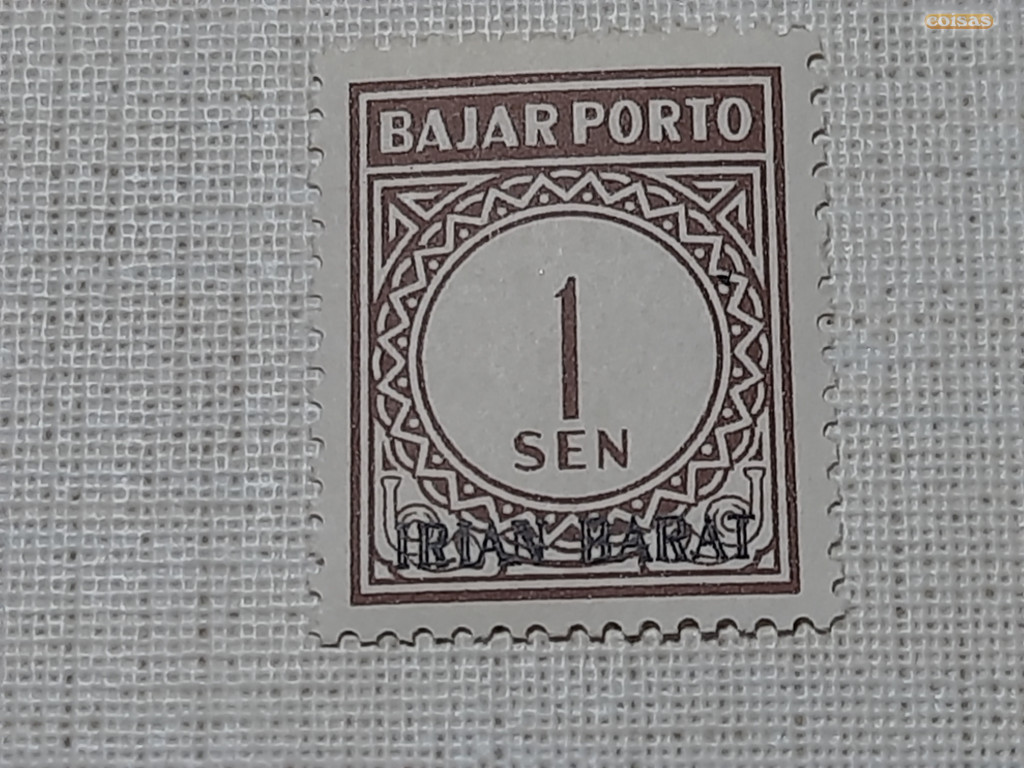 coisas
BAJAR PORTO
1
SEN
IRIAN BARAT